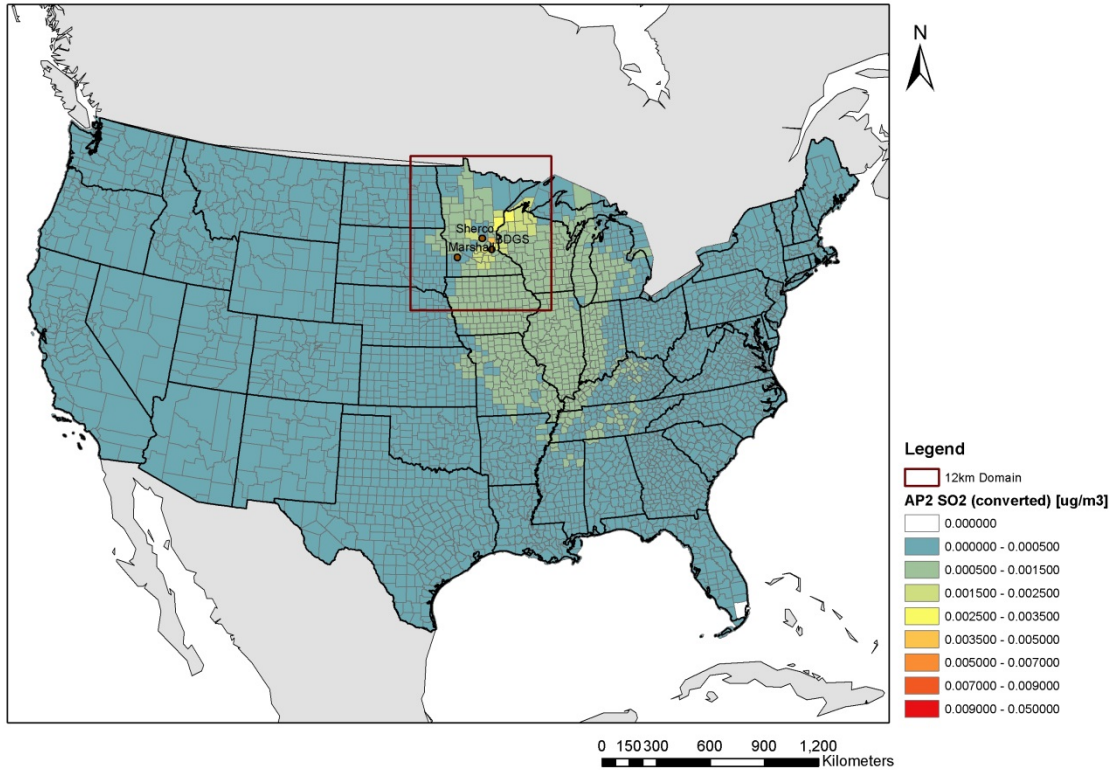 N
Sherco
BDGS
Marshall
Legend
12km Domain
AP2 SO2 (converted) [ug/m3]
0.000000
0.000000 - 0.000500
0.000500 - 0.001500
0.001500 - 0.002500
0.002500 - 0.003500
0.003500 - 0.005000
0.005000 - 0.007000
0.007000 - 0.009000
0.009000 - 0.050000
0 150 300 600 900 1,200
Kilometers